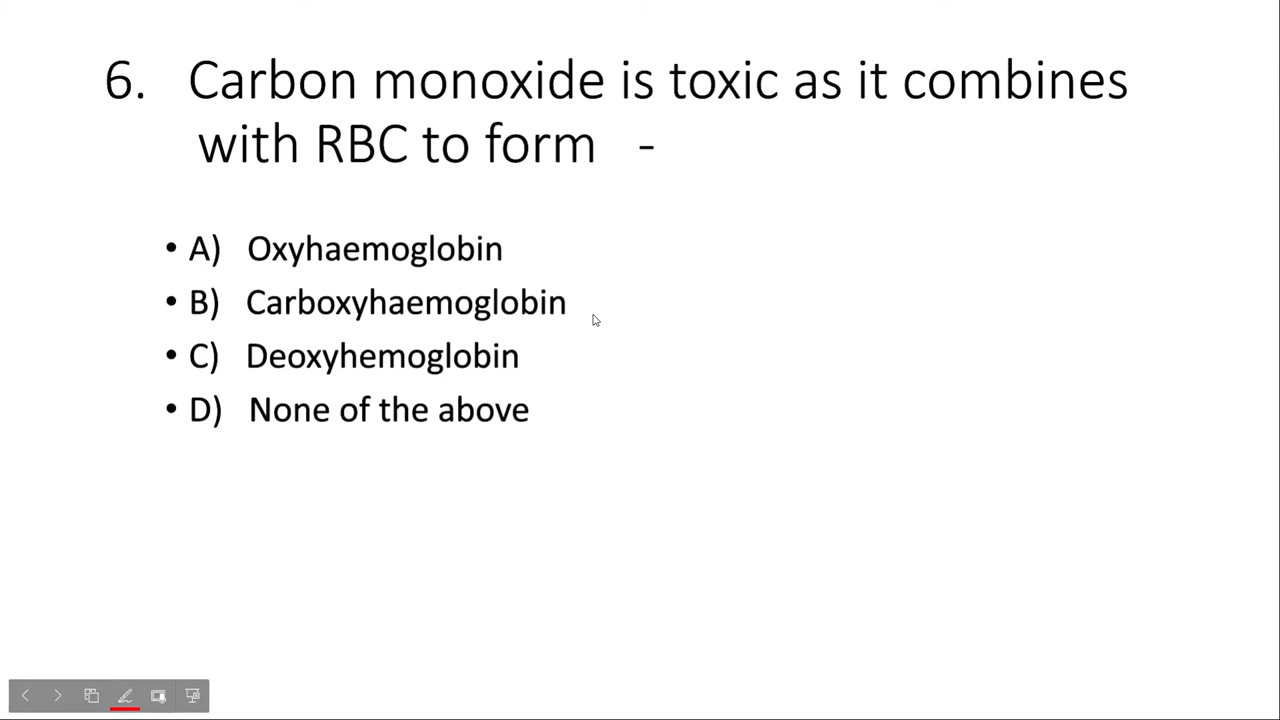 6. Carbon monoxide is toxic as it combines
with RBC to form -
• A) Oxyhaemoglobin
• B) Carboxyhaemoglobin
• C) Deoxyhemoglobin
• D) None of the above